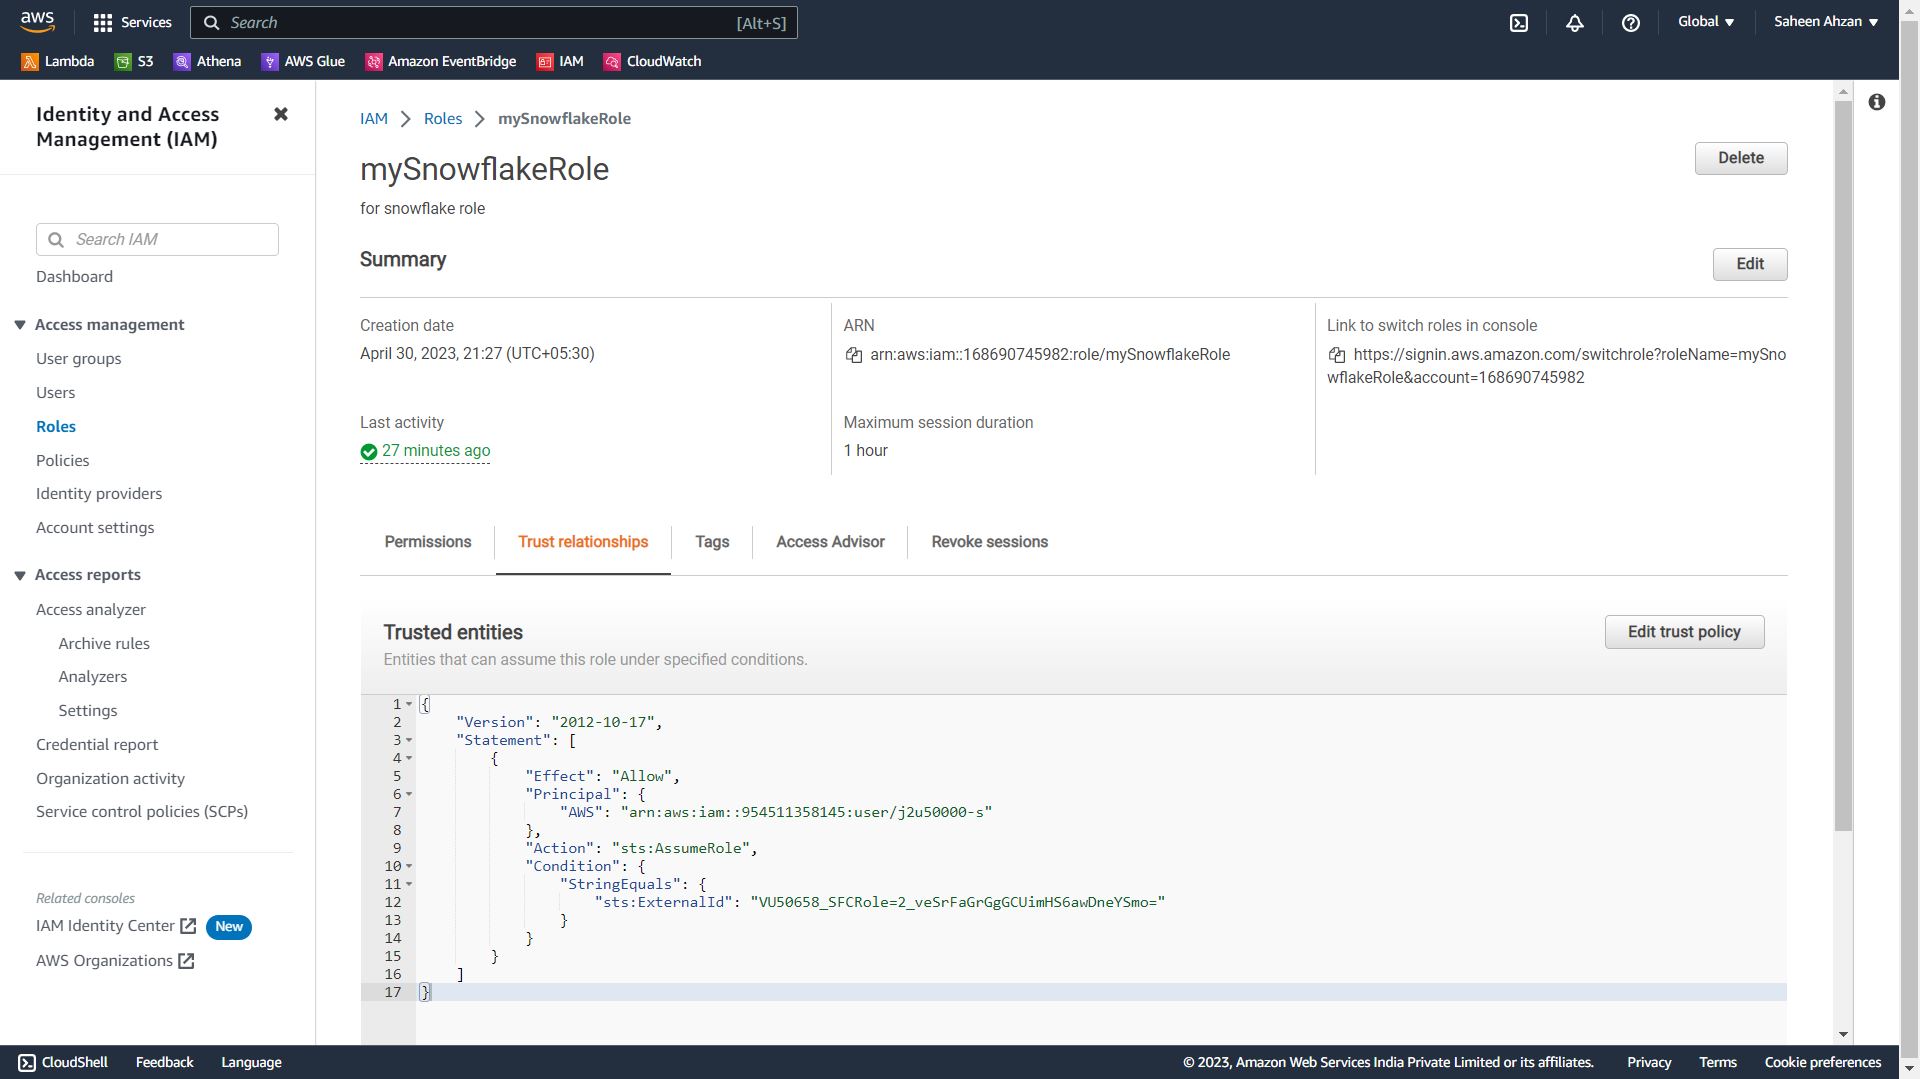 aws
Services
Search
[Alt+S]
Global
Saheen Ahzan
Lambda
S3
Athena
AWS Glue
Amazon EventBridge
IAM
CloudWatch
Identity and Access
Management (IAM)
Search IAM
Dashboard
Access management
User groups
Users
Roles
Policies
Identity providers
Account settings
Access reports
Access analyzer
Archive rules
Analyzers
Settings
Credential report
Organization activity
Service control policies (SCPs)
Related consoles
IAM Identity Center New
AWS Organizations
IAM > Roles > mySnowflakeRole
mySnowflakeRole
Delete
for snowflake role
Summary
Edit
Creation date
April 30, 2023, 21:27 (UTC+05:30)
ARN
arn:aws:iam::168690745982:role/mySnowflakeRole
Link to switch roles in console
https://signin.aws.amazon.com/switchrole?roleName=mySno
wflakeRole&account=168690745982
Last activity
27 minutes ago
Maximum session duration
1 hour
Permissions
Trust relationships
Tags
Access Advisor
Revoke sessions
Trusted entities
Entities that can assume this role under specified conditions.
Edit trust policy
1 {
2 "Version": "2012-10-17",
3 "Statement": [
4 {
5 "Effect": "Allow",
6 "Principal": {
7 "AWS": "arn:aws:iam::954511358145:user/j2u50000-s"
8 },
9 "Action": "sts:AssumeRole",
10 "Condition": {
11 "StringEquals": {
12 "sts:ExternalId": "VU50658_SFCRole=2_veSrFaGrGgGCUimHS6awDneYSmo="
13 }
14 }
15 }
16 ]
17 }
CloudShell
Feedback
Language
© 2023, Amazon Web Services India Private Limited or its affiliates.
Privacy
Terms
Cookie preferences